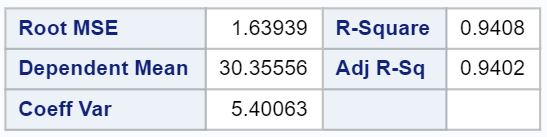 Root MSE 1.63939 R-Square 0.9408
Dependent Mean 30.35556 Adj R-Sq 0.9402
Coeff Var 5.40063